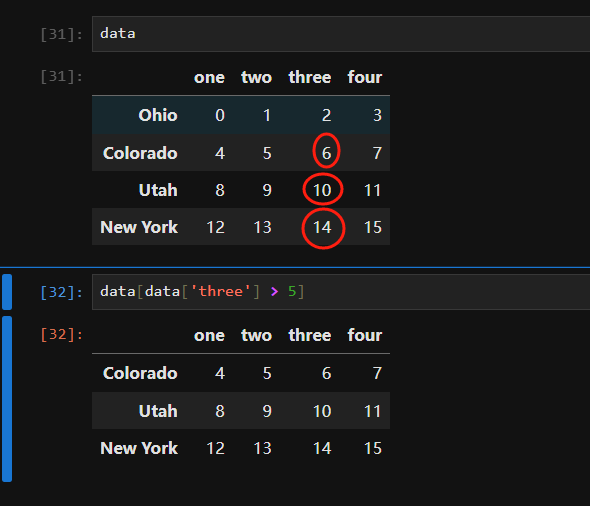 [31]: data
[31]:
one two three four
Ohio 0 1 2 3
Colorado 4 5 6 7
Utah 8 9 10 11
New York 12 13 14 15
[32]: data[data['three'] > 5]
[32]:
one two three four
Colorado 4 5 6 7
Utah 8 9 10 11
New York 12 13 14 15